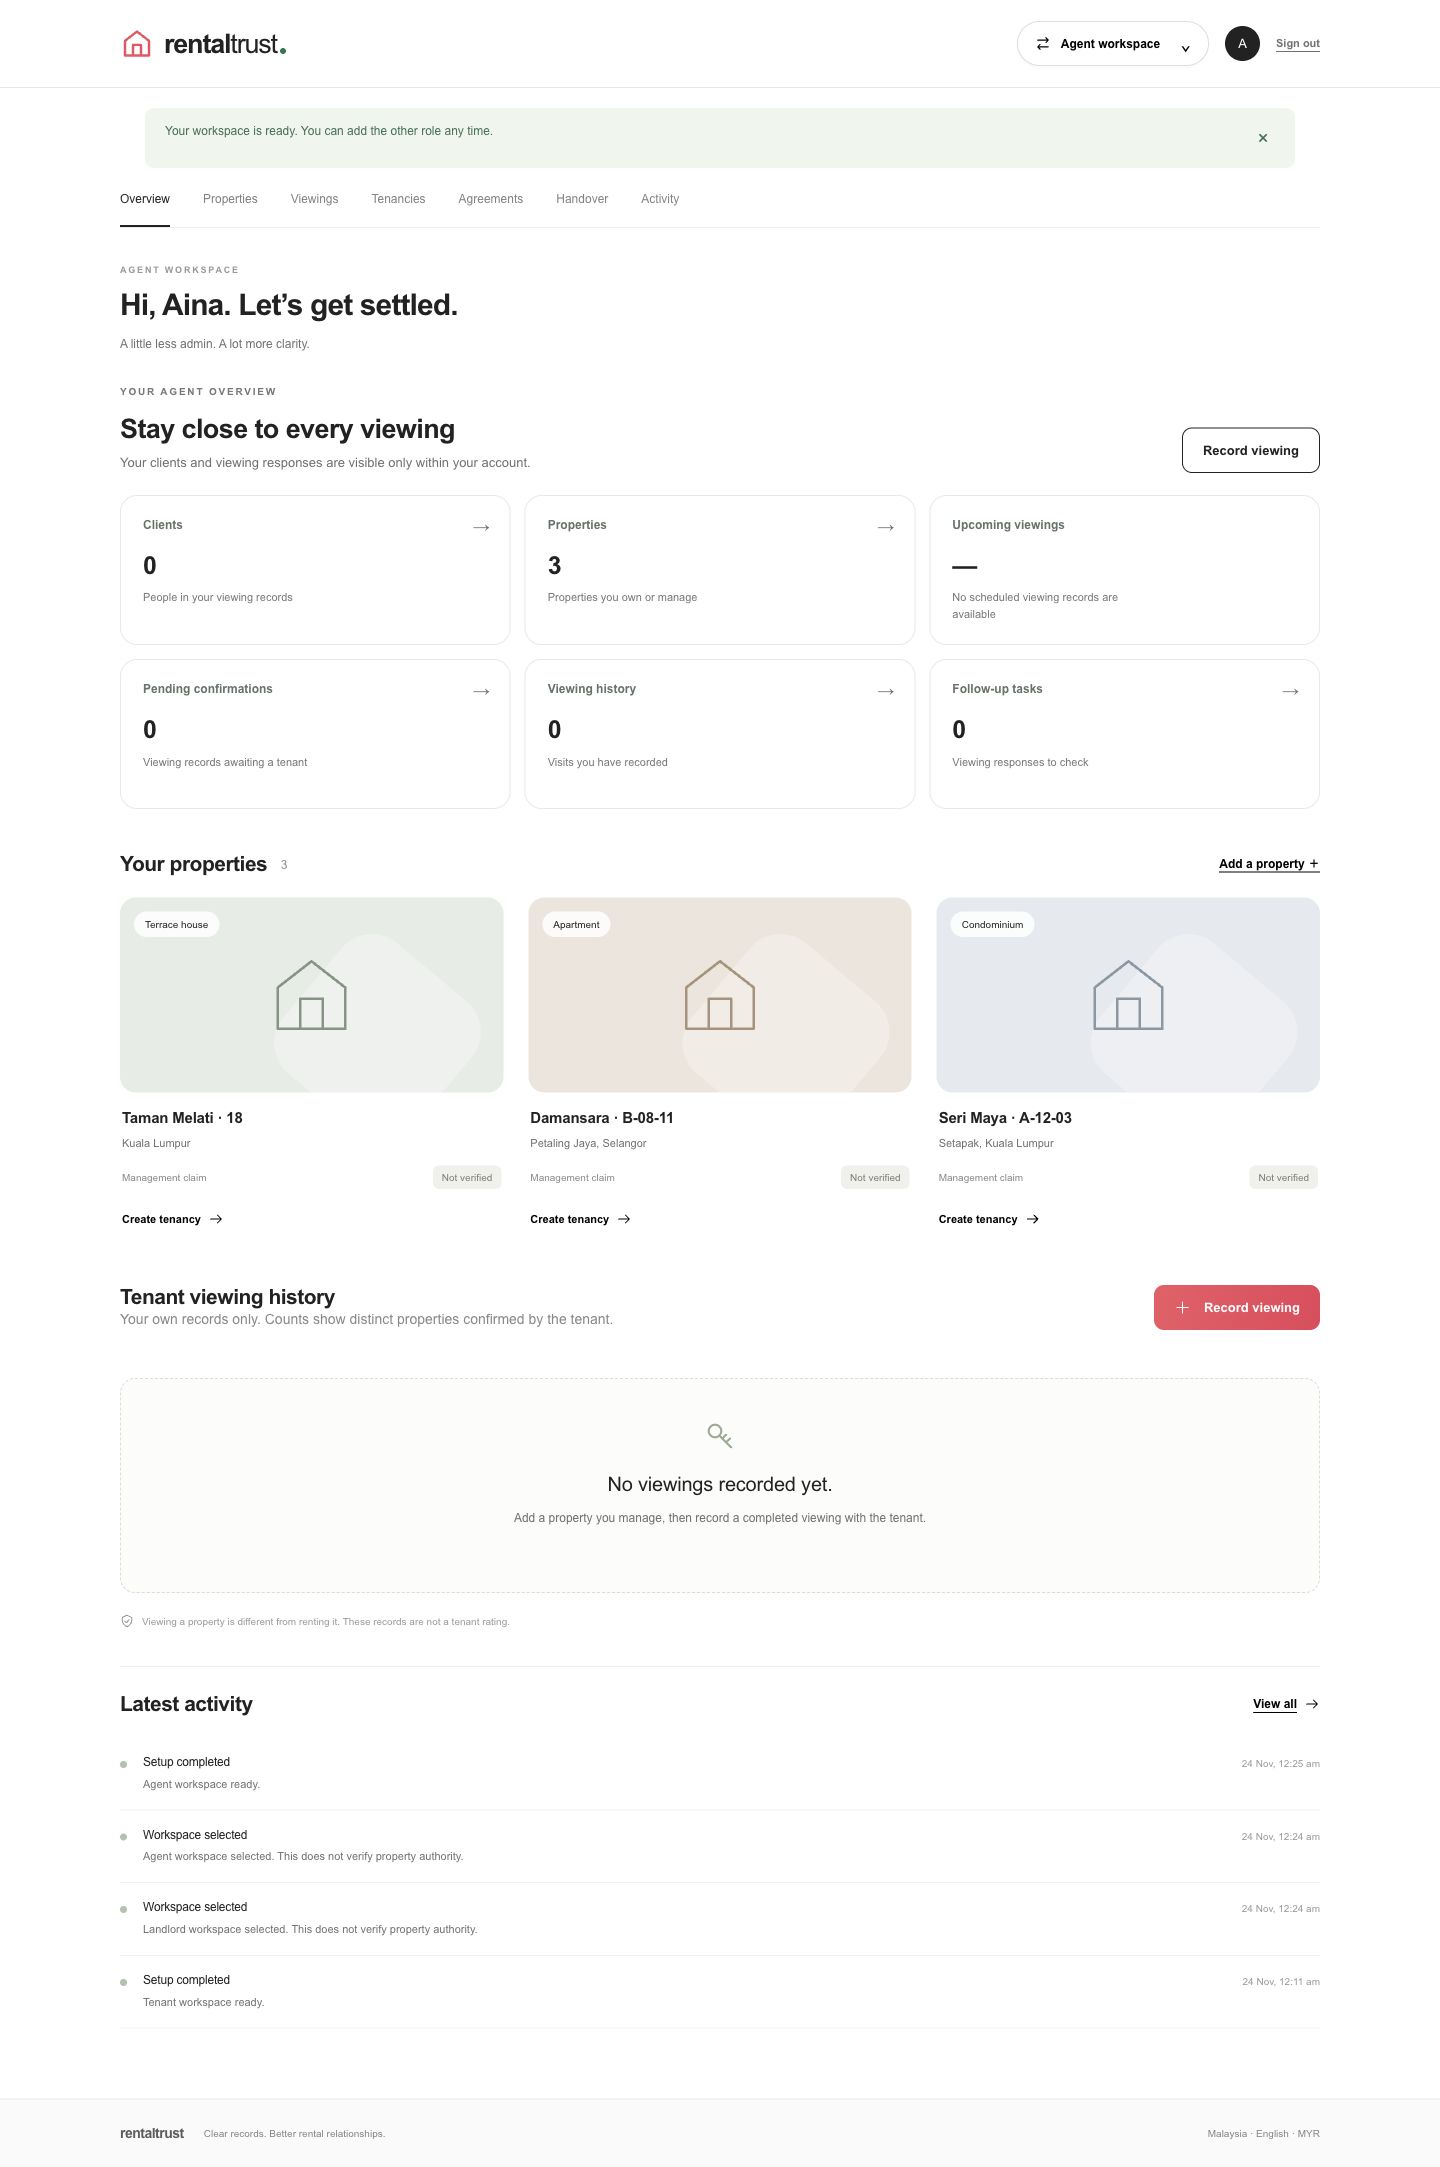 rentaltrust.
Agent workspace
A
Sign out
Your workspace is ready. You can add the other role any time.
×
Overview
Properties
Viewings
Tenancies
Agreements
Handover
Activity
AGENT WORKSPACE
Hi, Aina. Let’s get settled.
A little less admin. A lot more clarity.
YOUR AGENT OVERVIEW
Stay close to every viewing
Your clients and viewing responses are visible only within your account.
Record viewing
Clients →
0
People in your viewing records
Properties →
3
Properties you own or manage
Upcoming viewings
—
No scheduled viewing records are
available
Pending confirmations →
0
Viewing records awaiting a tenant
Viewing history →
0
Visits you have recorded
Follow-up tasks →
0
Viewing responses to check
Your properties 3
Add a property +
Terrace house
Taman Melati · 18
Kuala Lumpur
Management claim
Not verified
Create tenancy →
Apartment
Damansara · B-08-11
Petaling Jaya, Selangor
Management claim
Not verified
Create tenancy →
Condominium
Seri Maya · A-12-03
Setapak, Kuala Lumpur
Management claim
Not verified
Create tenancy →
Tenant viewing history
Your own records only. Counts show distinct properties confirmed by the tenant.
+ Record viewing
No viewings recorded yet.
Add a property you manage, then record a completed viewing with the tenant.
Viewing a property is different from renting it. These records are not a tenant rating.
Latest activity
View all →
Setup completed
24 Nov, 12:25 am
Agent workspace ready.
Workspace selected
24 Nov, 12:24 am
Agent workspace selected. This does not verify property authority.
Workspace selected
24 Nov, 12:24 am
Landlord workspace selected. This does not verify property authority.
Setup completed
24 Nov, 12:11 am
Tenant workspace ready.
rentaltrust
Clear records. Better rental relationships.
Malaysia · English · MYR